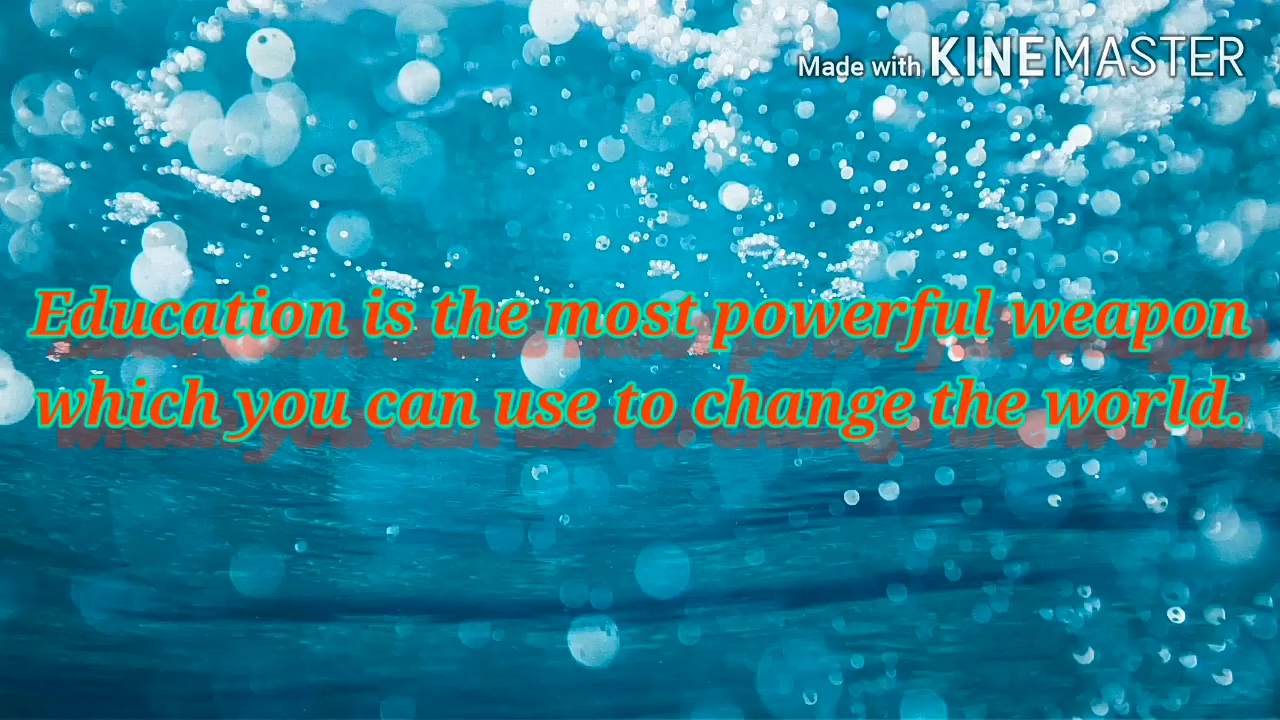 Made with KINEMASTER
Education is the most powerful weapon
which you can use to change the world.